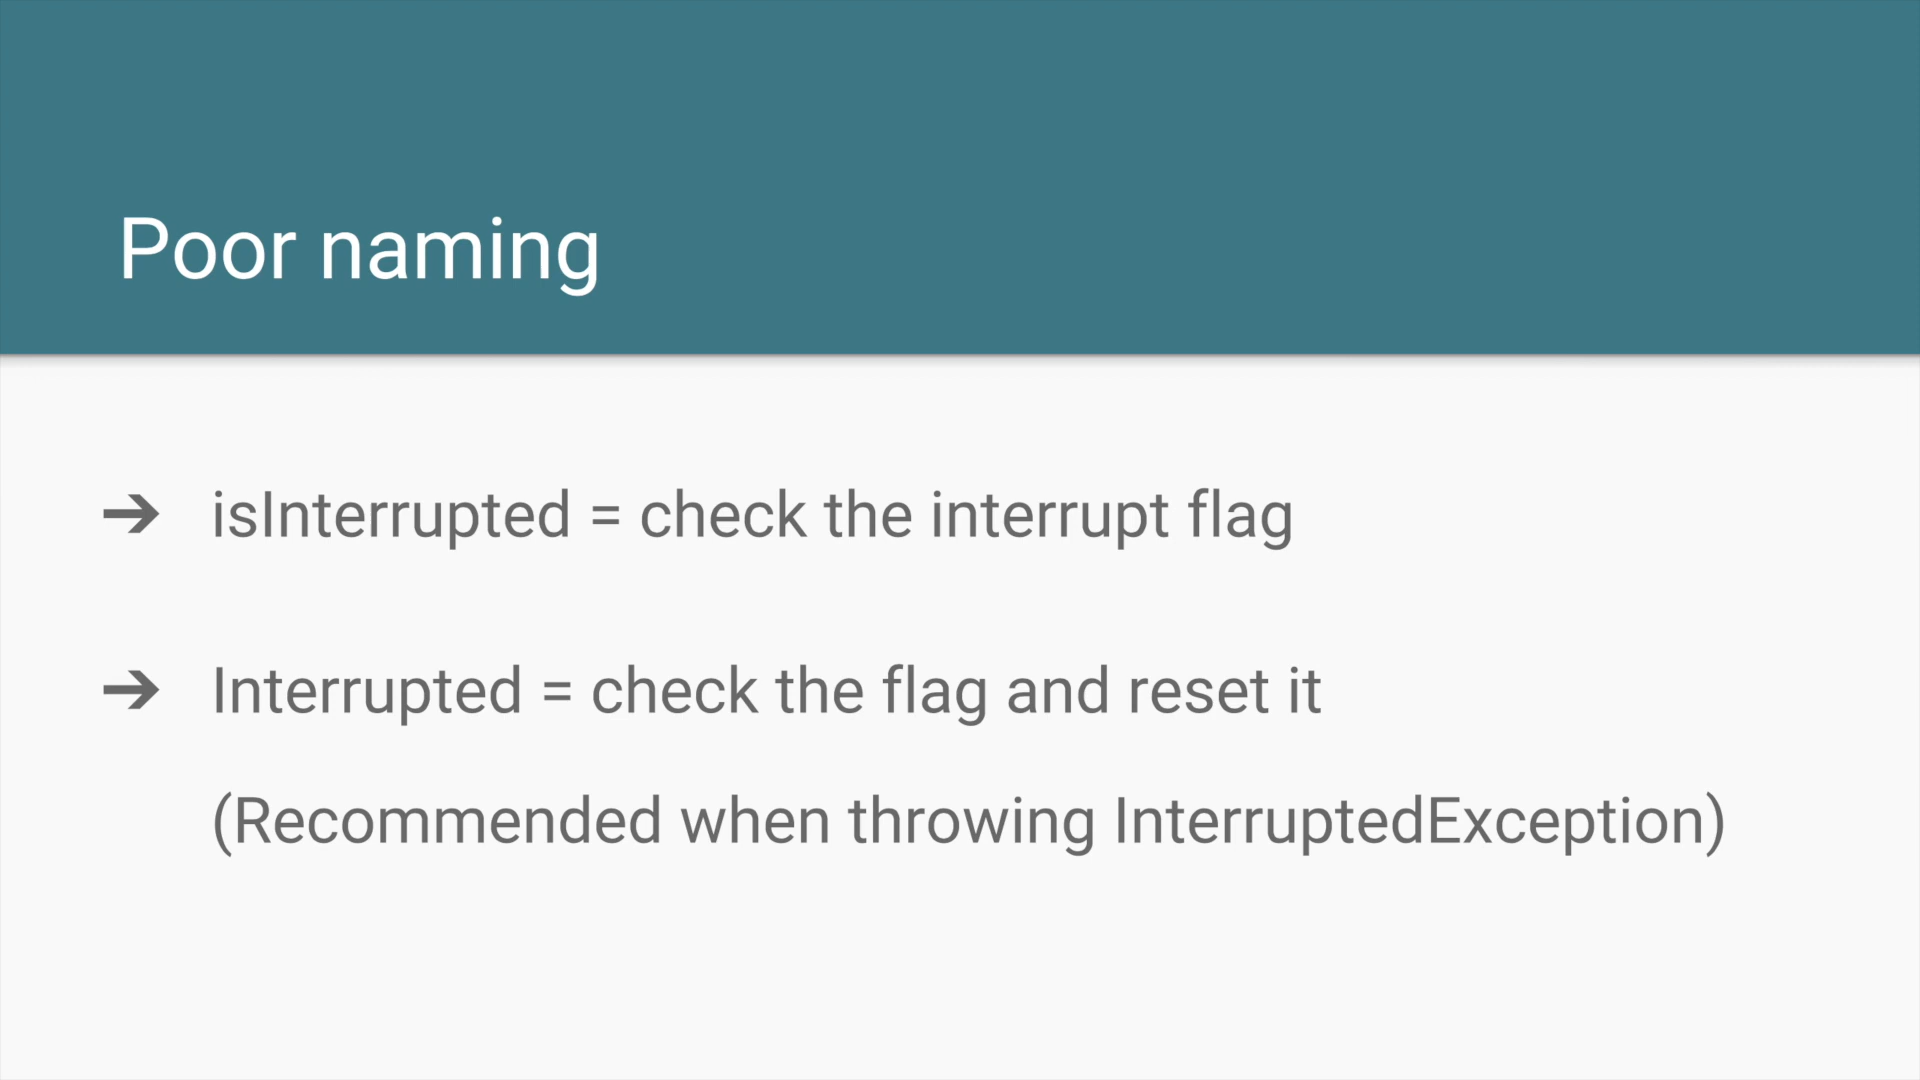 Poor naming
➔ isInterrupted = check the interrupt flag
➔ Interrupted = check the flag and reset it
(Recommended when throwing InterruptedException)